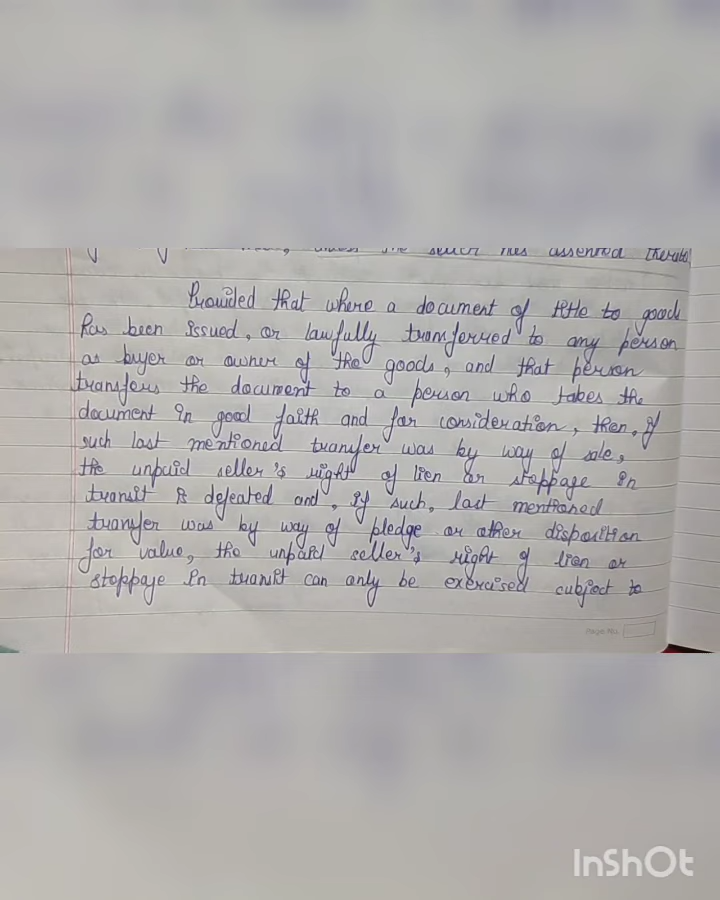 the seller has assented thereto
Provided that where a document of title to good
has been issued, or lawfully transferred to any person
as buyer or owner of the goods, and that person
transfers the document to a person who takes the
document in good faith and for consideration, then, if
such last mentioned tranfer was by way of sale,
the unpaid seller's right of lien or stoppage in
transit is defeated and, if such, last mentioned
tranfer was by way of pledge or other disposition
for value, the unpaid seller's right of lien or
stoppage in transit can only be exercised subject to
Page No.
InShOt